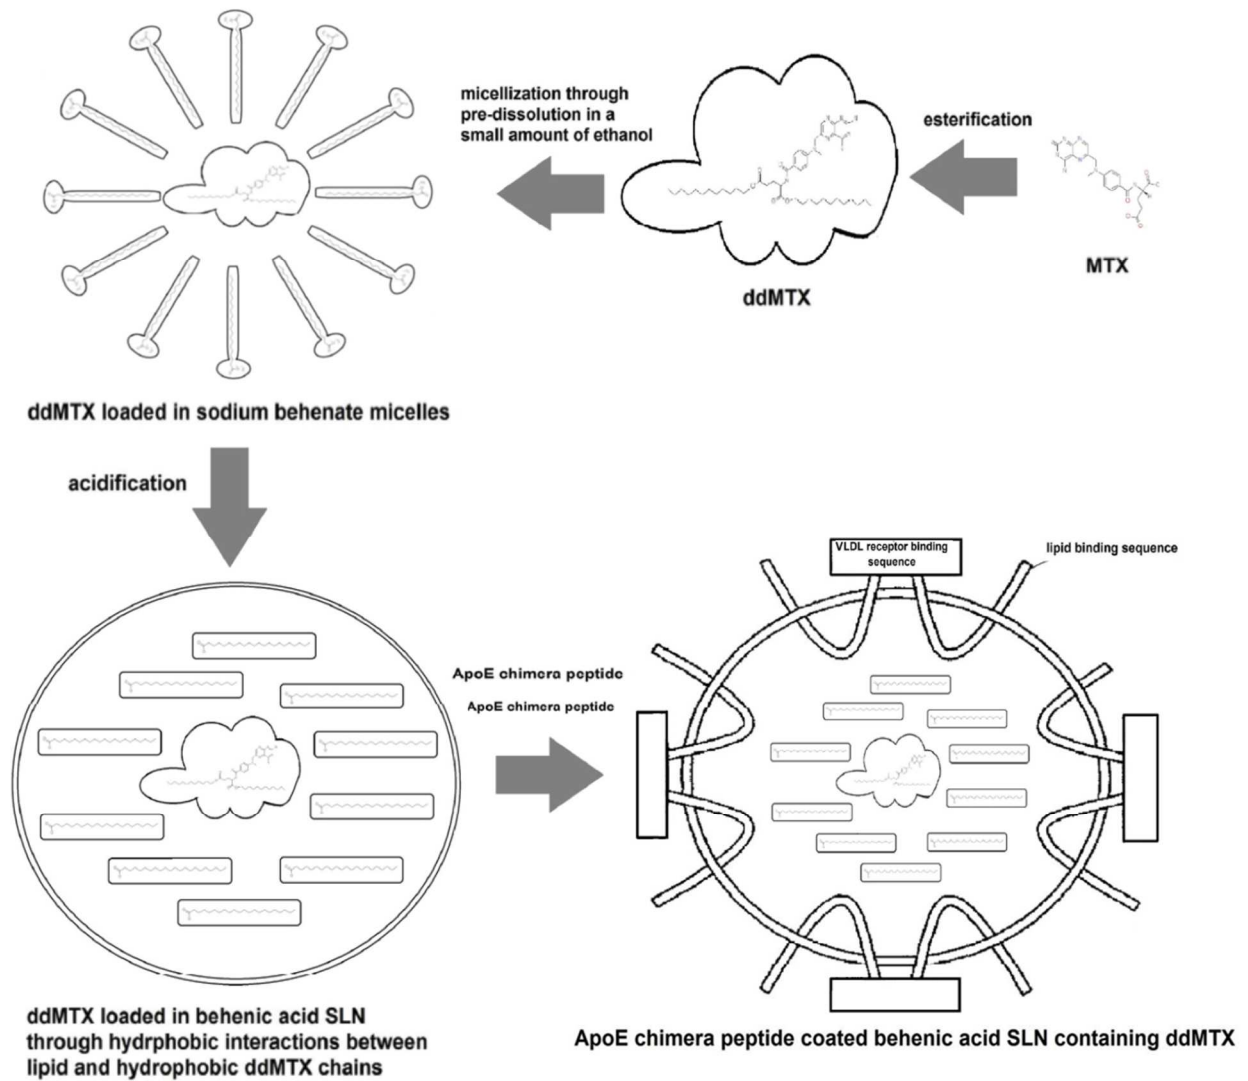 micellization through
pre-dissolution in a
small amount of ethanol
esterification
MTX
ddMTX
ddMTX loaded in sodium behenate micelles
acidification
VLDL receptor binding
sequence
lipid binding sequence
ApoE chimera peptide
ApoE chimera peptide
ddMTX loaded in behenic acid SLN
through hydrphobic interactions between
lipid and hydrophobic ddMTX chains
ApoE chimera peptide coated behenic acid SLN containing ddMTX